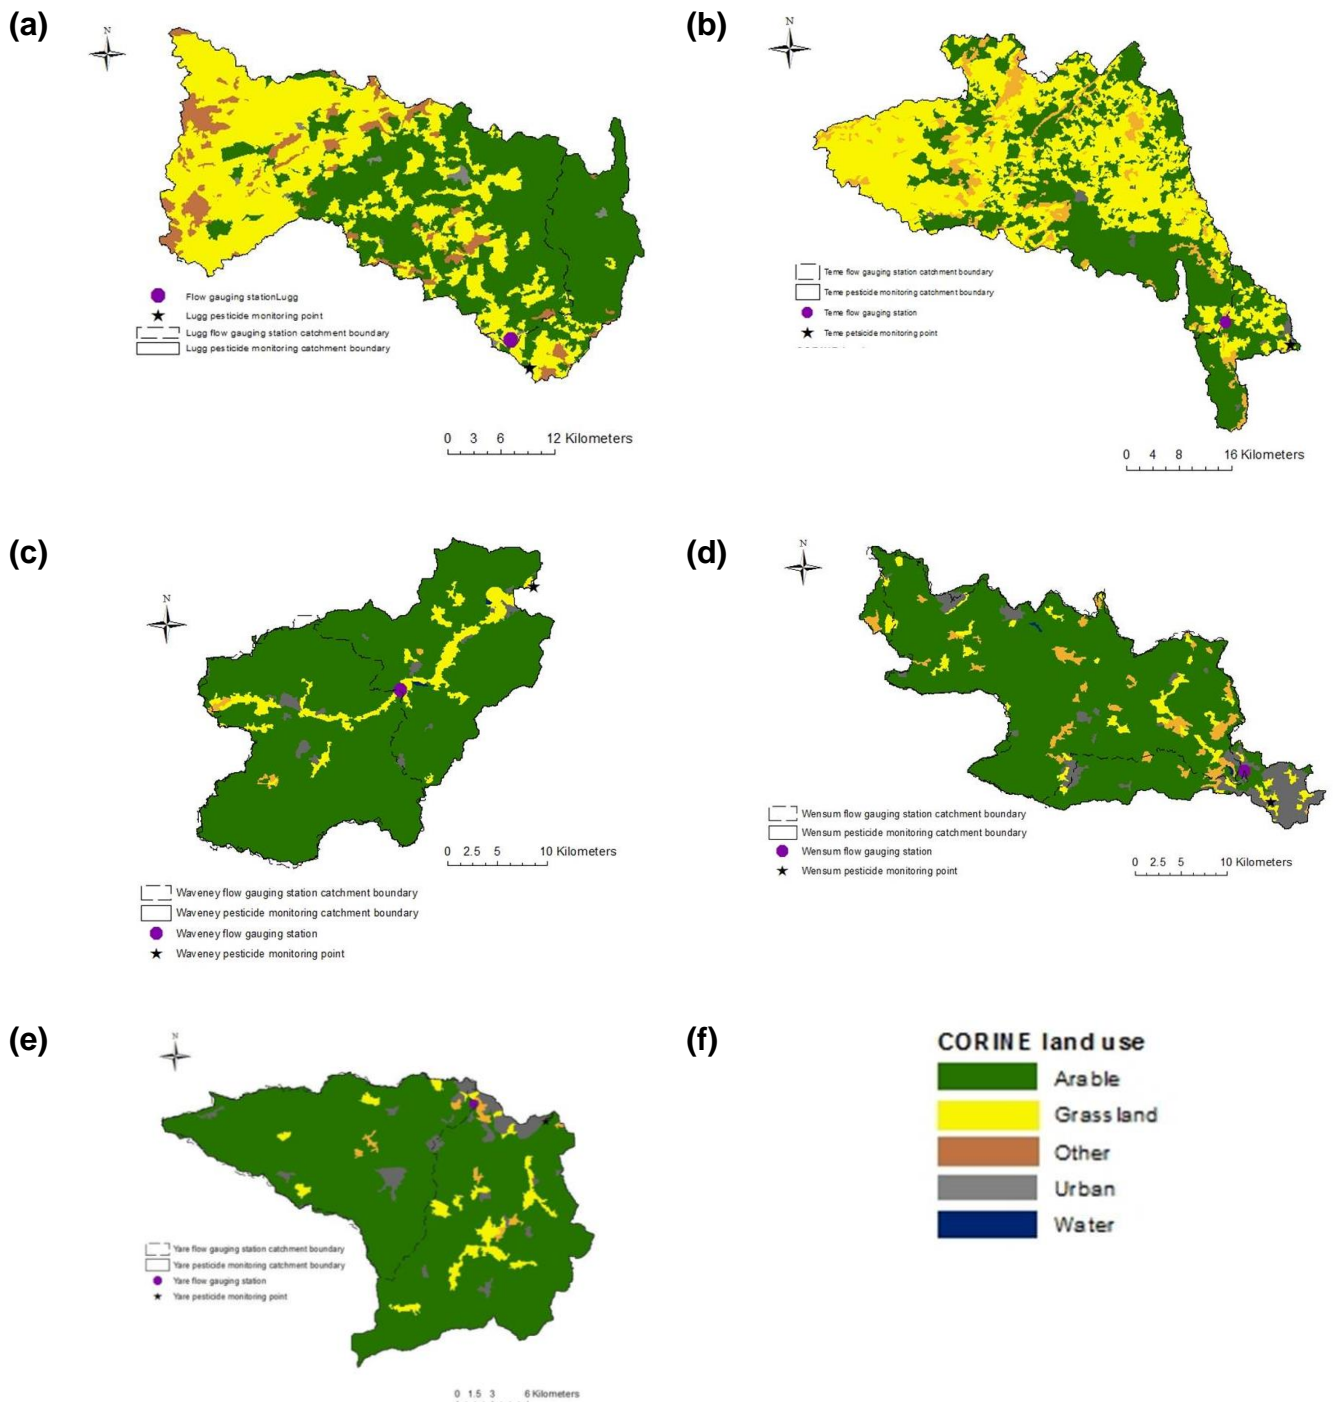 (a)
N
Flow gauging stationLugg
Lugg pesticide monitoring point
Lugg flow gauging station catchment boundary
Lugg pesticide monitoring catchment boundary
0 3 6 12 Kilometers
(b)
N
Teme flow gauging station catchment boundary
Teme pesticide monitoring catchment boundary
Teme flow gauging station
Teme petsicide monitoring point
0 4 8 16 Kilometers
(c)
N
0 2.5 5 10 Kilometers
Waveney flow gauging station catchment boundary
Waveney pesticide monitoring catchment boundary
Waveney flow gauging station
Waveney pesticide monitoring point
(d)
N
Wensum flow gauging station catchment boundary
Wensum pesticide monitoring catchment boundary
Wensum flow gauging station
Wensum pesticide monitoring point
0 2.5 5 10 Kilometers
(e)
N
Yare flow gauging station catchment boundary
Yare pesticide monitoring catchment boundary
Yare flow gauging station
Yare pesticide monitoring point
0 1.5 3 6 Kilometers
(f)
CORINE land use
Arable
Grassland
Other
Urban
Water